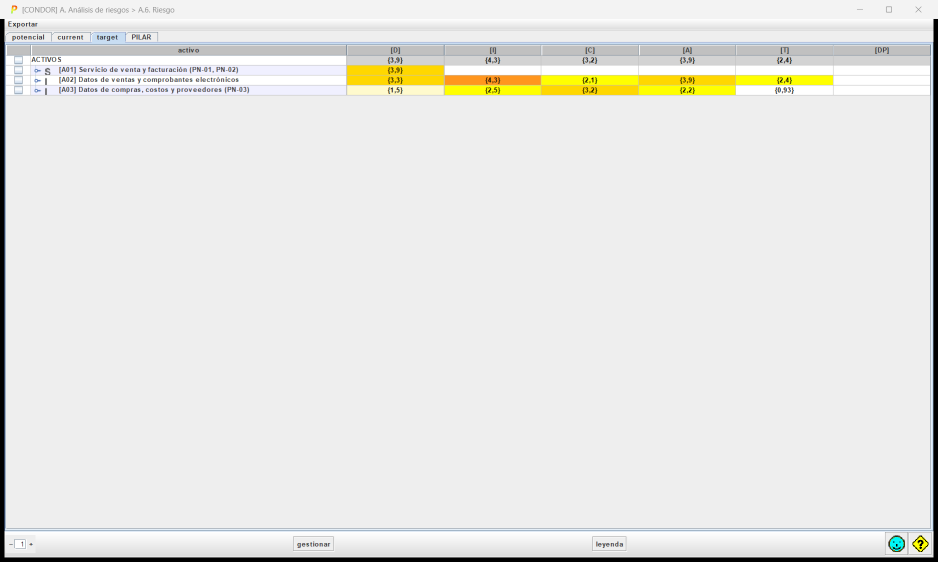 [CONDOR] A. Análisis de riesgos > A.6. Riesgo
Exportar
potencial current target PILAR
activo [D] [I] [C] [A] [T] [DP]
ACTIVOS {3,9} {4,3} {3,2} {3,9} {2,4}
S [A01] Servicio de venta y facturación (PN-01, PN-02) {3,9}
I [A02] Datos de ventas y comprobantes electrónicos {3,3} {4,3} {2,1} {3,9} {2,4}
I [A03] Datos de compras, costos y proveedores (PN-03) {1,5} {2,5} {3,2} {2,2} {0,93}
- 1 + gestionar leyenda ?